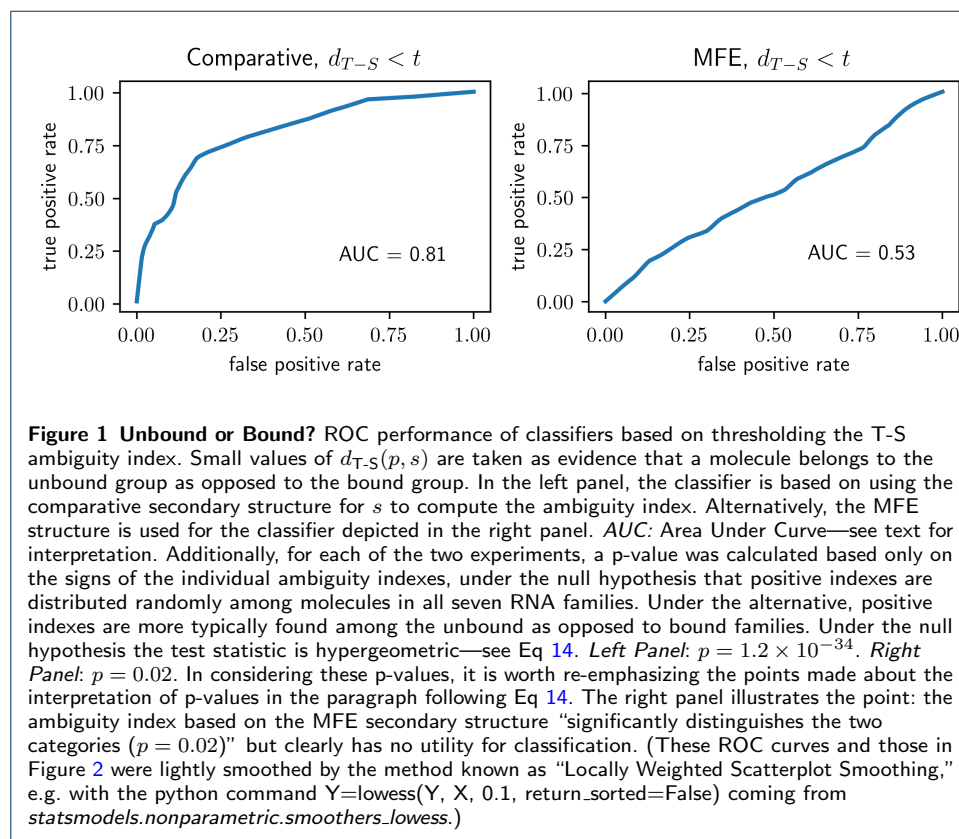 Comparative, d_{T−S} < t
MFE, d_{T−S} < t
true positive rate
1.00
0.75
0.50
0.25
0.00
AUC = 0.81
0.00 0.25 0.50 0.75 1.00
false positive rate
true positive rate
1.00
0.75
0.50
0.25
0.00
AUC = 0.53
0.00 0.25 0.50 0.75 1.00
false positive rate
Figure 1 Unbound or Bound? ROC performance of classifiers based on thresholding the T-S
ambiguity index. Small values of d_{T-S}(p, s) are taken as evidence that a molecule belongs to the
unbound group as opposed to the bound group. In the left panel, the classifier is based on using the
comparative secondary structure for s to compute the ambiguity index. Alternatively, the MFE
structure is used for the classifier depicted in the right panel. AUC: Area Under Curve—see text for
interpretation. Additionally, for each of the two experiments, a p-value was calculated based only on
the signs of the individual ambiguity indexes, under the null hypothesis that positive indexes are
distributed randomly among molecules in all seven RNA families. Under the alternative, positive
indexes are more typically found among the unbound as opposed to bound families. Under the null
hypothesis the test statistic is hypergeometric—see Eq 14. Left Panel: p = 1.2 × 10^{−34}. Right
Panel: p = 0.02. In considering these p-values, it is worth re-emphasizing the points made about the
interpretation of p-values in the paragraph following Eq 14. The right panel illustrates the point: the
ambiguity index based on the MFE secondary structure “significantly distinguishes the two
categories (p = 0.02)” but clearly has no utility for classification. (These ROC curves and those in
Figure 2 were lightly smoothed by the method known as “Locally Weighted Scatterplot Smoothing,”
e.g. with the python command Y=lowess(Y, X, 0.1, return_sorted=False) coming from
statsmodels.nonparametric.smoothers_lowess.)